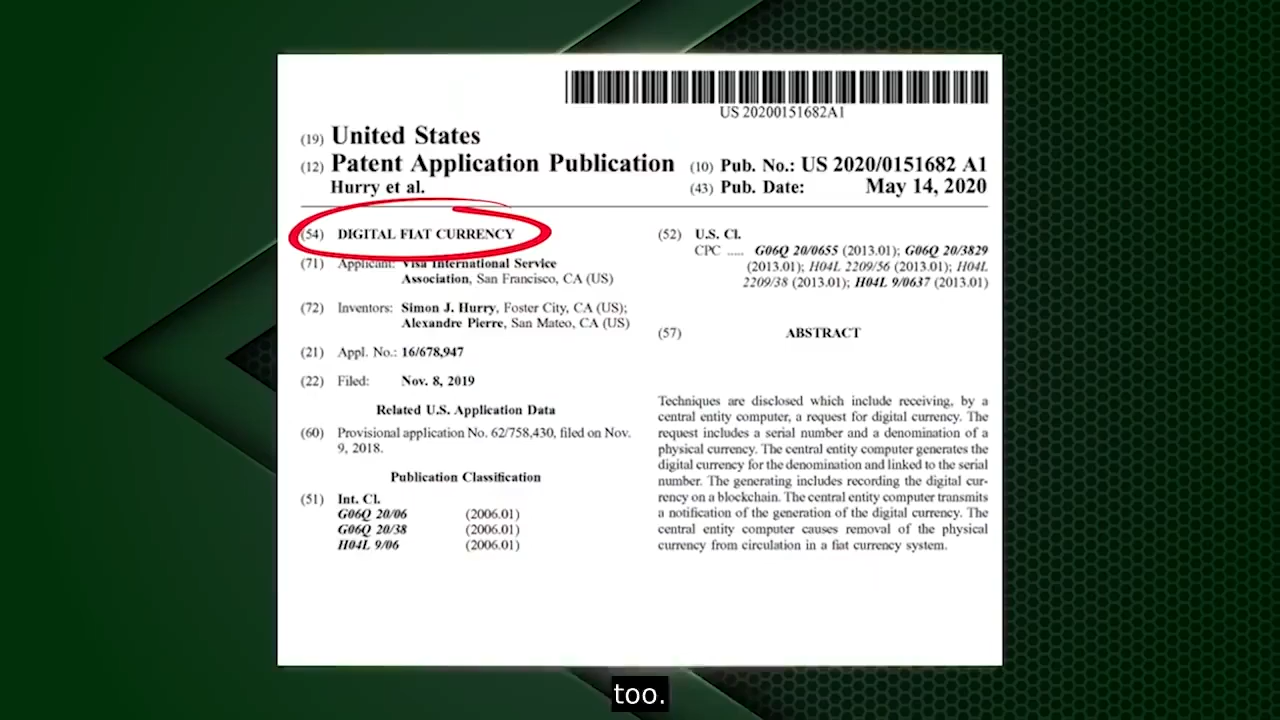 US 20200151682A1
(19) United States
(12) Patent Application Publication
Hurry et al.
(10) Pub. No.: US 2020/0151682 A1
(43) Pub. Date: May 14, 2020
(54) DIGITAL FIAT CURRENCY
(71) Applicant: Visa International Service
Association, San Francisco, CA (US)
(72) Inventors: Simon J. Hurry, Foster City, CA (US);
Alexandre Pierre, San Mateo, CA (US)
(21) Appl. No.: 16/678,947
(22) Filed: Nov. 8, 2019
Related U.S. Application Data
(60) Provisional application No. 62/758,430, filed on Nov.
9, 2018.
Publication Classification
(51) Int. Cl.
G06Q 20/06 (2006.01)
G06Q 20/38 (2006.01)
H04L 9/06 (2006.01)
(52) U.S. Cl.
CPC ..... G06Q 20/0655 (2013.01); G06Q 20/3829
(2013.01); H04L 2209/56 (2013.01); H04L
2209/38 (2013.01); H04L 9/0637 (2013.01)
(57) ABSTRACT
Techniques are disclosed which include receiving, by a
central entity computer, a request for digital currency. The
request includes a serial number and a denomination of a
physical currency. The central entity computer generates the
digital currency for the denomination and linked to the serial
number. The generating includes recording the digital cur-
rency on a blockchain. The central entity computer transmits
a notification of the generation of the digital currency. The
central entity computer causes removal of the physical
currency from circulation in a fiat currency system.
too.